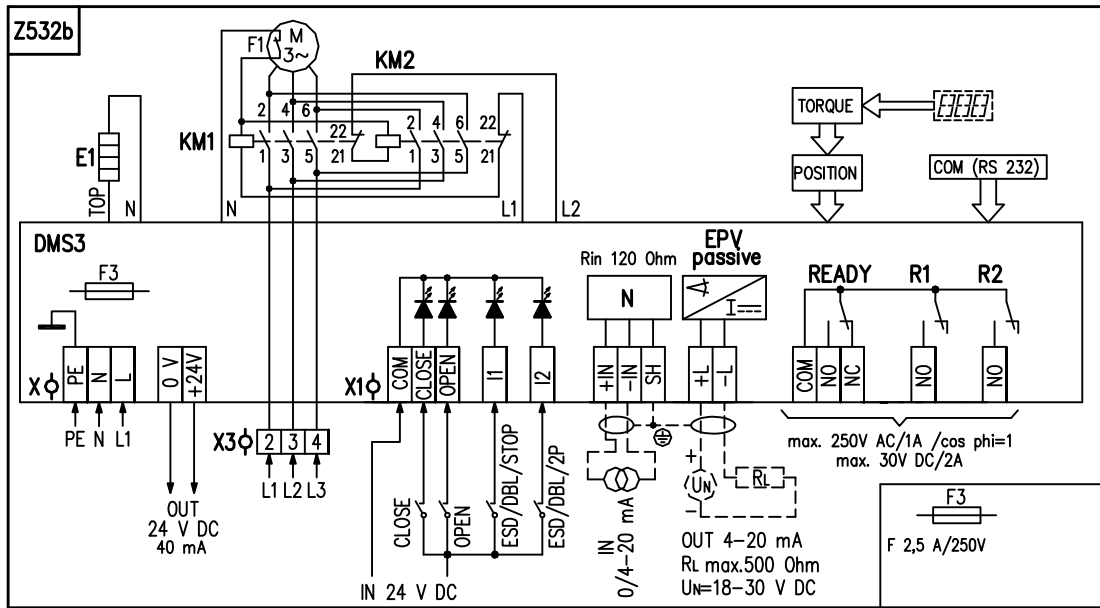 Z532b
F1
M
3~
KM2
2 4 6
22
2 4 6 22
KM1
1 3 5 21
1 3 5 21
E1
TOP
N
N
L1
L2
TORQUE
POSITION
COM (RS 232)
DMS3
F3
Rin 120 Ohm
N
EPV
passive
I
READY
R1
R2
X
PE
N
L
0 V
+24V
X1
COM
CLOSE
OPEN
I1
I2
+IN
-IN
SH
+L
-L
COM
NO
NC
NO
NO
PE N L1
X3
2 3 4
L1 L2 L3
OUT
24 V DC
40 mA
CLOSE
OPEN
ESD/DBL/STOP
ESD/DBL/2P
IN 24 V DC
IN
0/4-20 mA
+
UN
-
RL
OUT 4-20 mA
RL max.500 Ohm
UN=18-30 V DC
max. 250V AC/1A /cos phi=1
max. 30V DC/2A
F3
F 2,5 A/250V